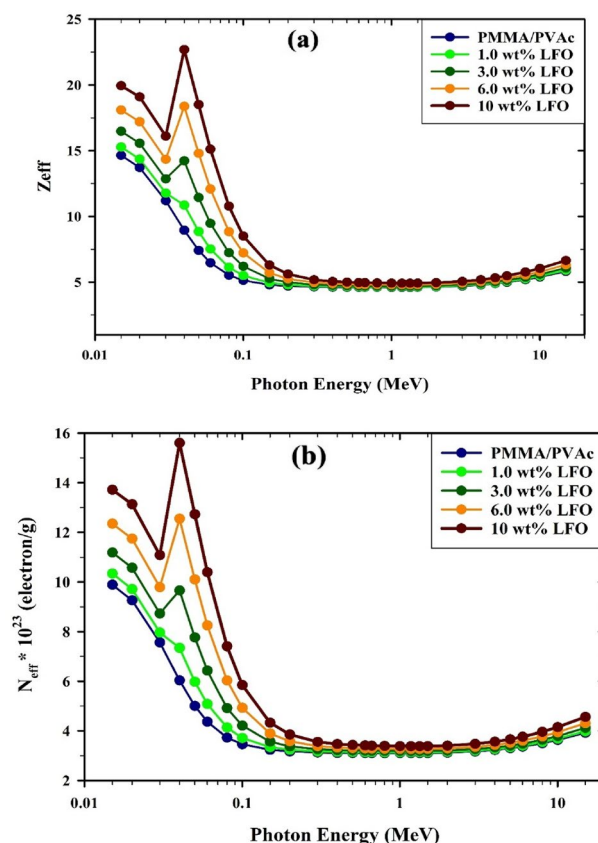 (a)
PMMA/PVAc
1.0 wt% LFO
3.0 wt% LFO
6.0 wt% LFO
10 wt% LFO
25
20
15
10
5
0
Zeff
0.01 0.1 1 10
Photon Energy (MeV)
(b)
PMMA/PVAc
1.0 wt% LFO
3.0 wt% LFO
6.0 wt% LFO
10 wt% LFO
16
14
12
10
8
6
4
2
Neff * 10²³ (electron/g)
0.01 0.1 1 10
Photon Energy (MeV)